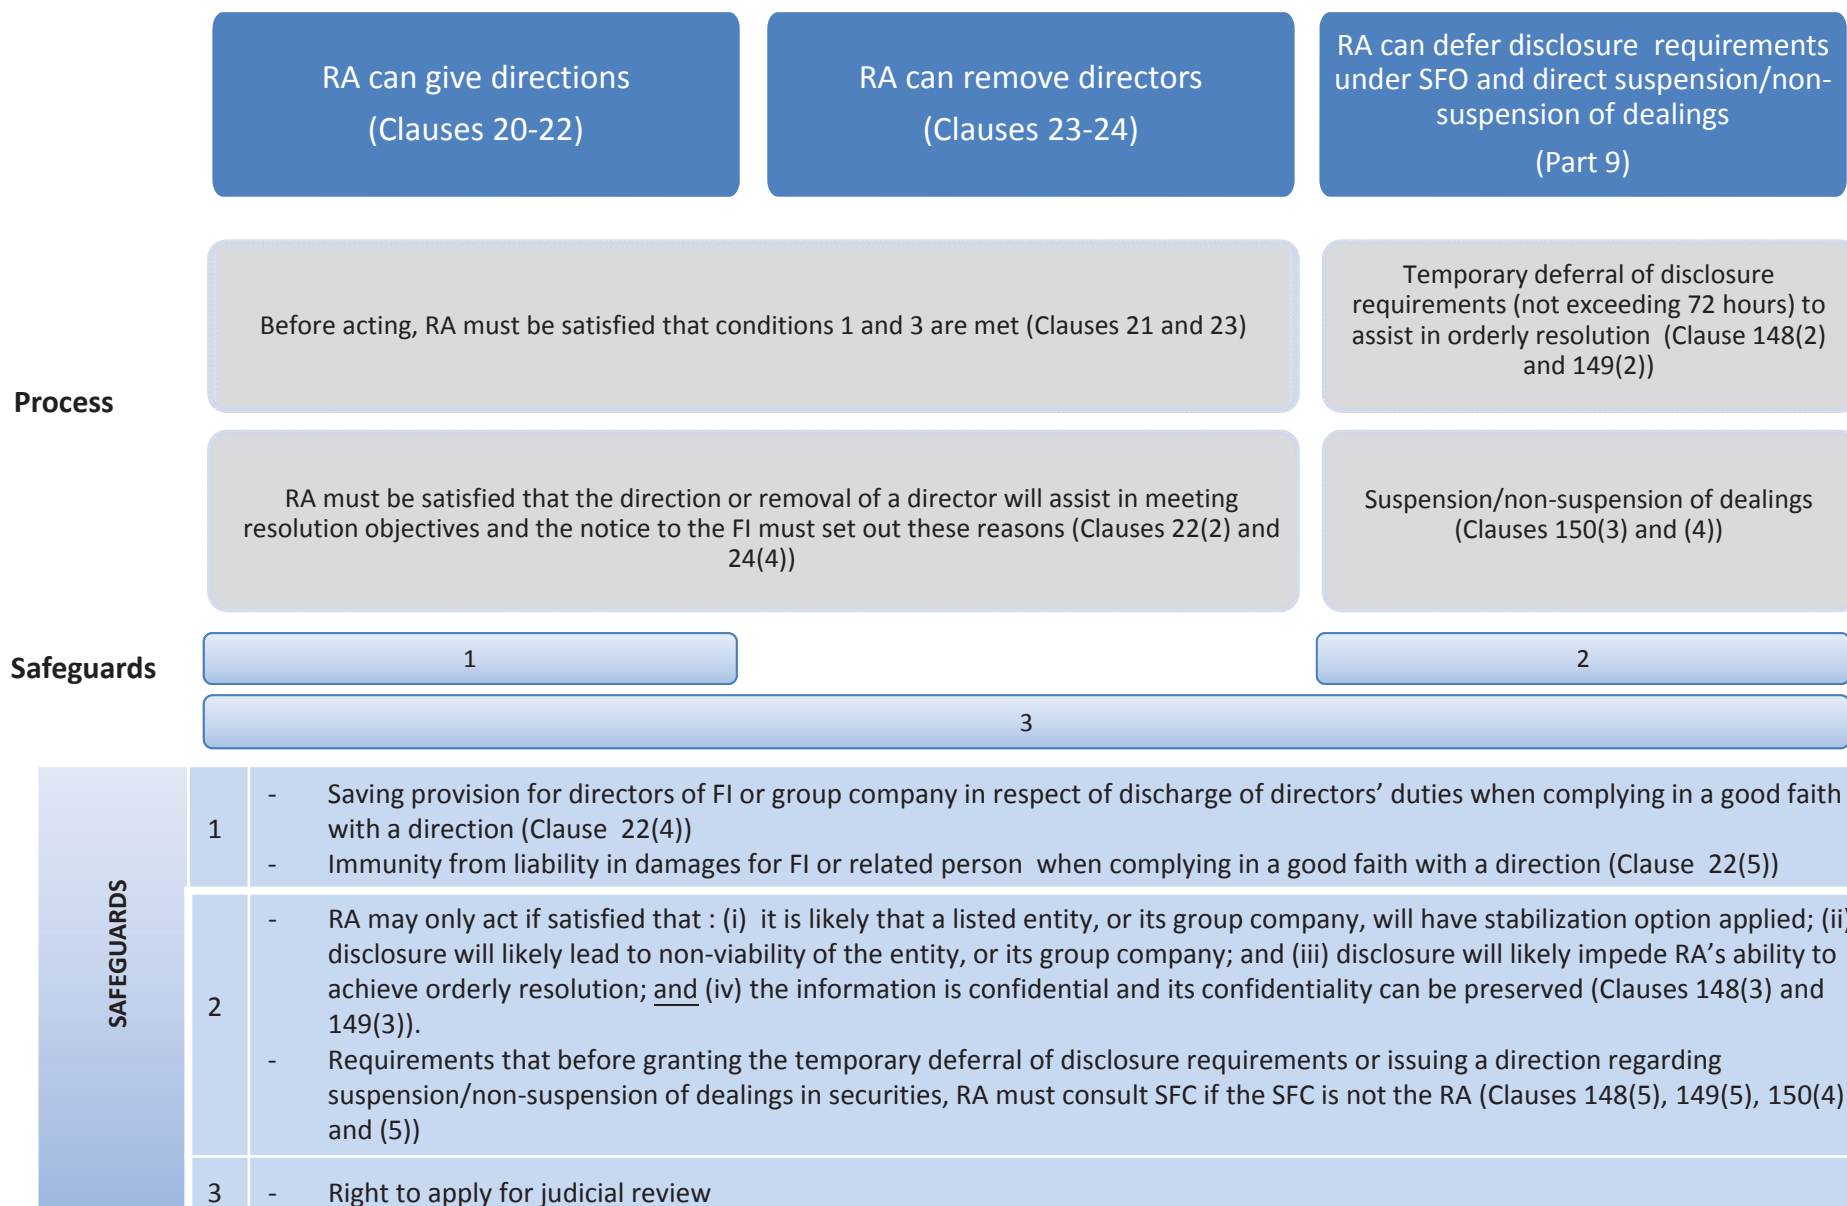 RA can give directions
(Clauses 20-22)
RA can remove directors
(Clauses 23-24)
RA can defer disclosure requirements
under SFO and direct suspension/non-
suspension of dealings
(Part 9)
Process
Before acting, RA must be satisfied that conditions 1 and 3 are met (Clauses 21 and 23)
Temporary deferral of disclosure
requirements (not exceeding 72 hours) to
assist in orderly resolution (Clause 148(2)
and 149(2))
RA must be satisfied that the direction or removal of a director will assist in meeting
resolution objectives and the notice to the FI must set out these reasons (Clauses 22(2) and
24(4))
Suspension/non-suspension of dealings
(Clauses 150(3) and (4))
Safeguards
1
2
3
SAFEGUARDS
1
- Saving provision for directors of FI or group company in respect of discharge of directors’ duties when complying in a good faith
with a direction (Clause 22(4))
- Immunity from liability in damages for FI or related person when complying in a good faith with a direction (Clause 22(5))
2
- RA may only act if satisfied that : (i) it is likely that a listed entity, or its group company, will have stabilization option applied; (ii)
disclosure will likely lead to non-viability of the entity, or its group company; and (iii) disclosure will likely impede RA’s ability to
achieve orderly resolution; and (iv) the information is confidential and its confidentiality can be preserved (Clauses 148(3) and
149(3)).
- Requirements that before granting the temporary deferral of disclosure requirements or issuing a direction regarding
suspension/non-suspension of dealings in securities, RA must consult SFC if the SFC is not the RA (Clauses 148(5), 149(5), 150(4)
and (5))
3
- Right to apply for judicial review